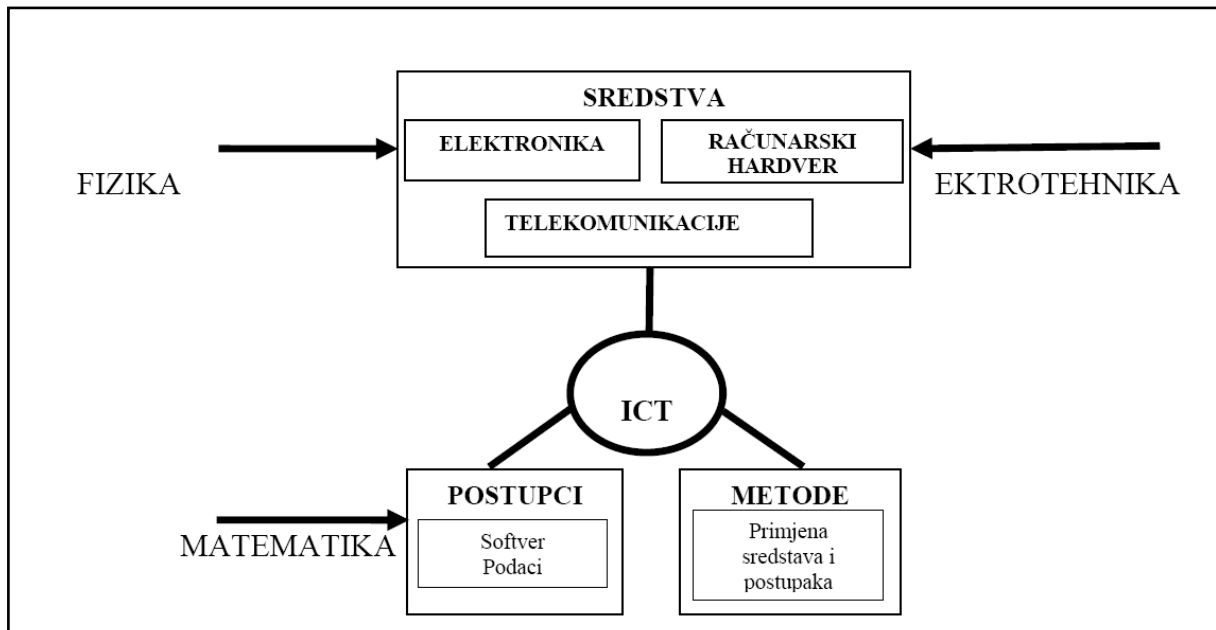 SREDSTVA
ELEKTRONIKA
RAČUNARSKI
HARDVER
TELEKOMUNIKACIJE
FIZIKA
EKTROTEHNIKA
ICT
POSTUPCI
Softver
Podaci
METODE
Primjena
sredstava i
postupaka
MATEMATIKA